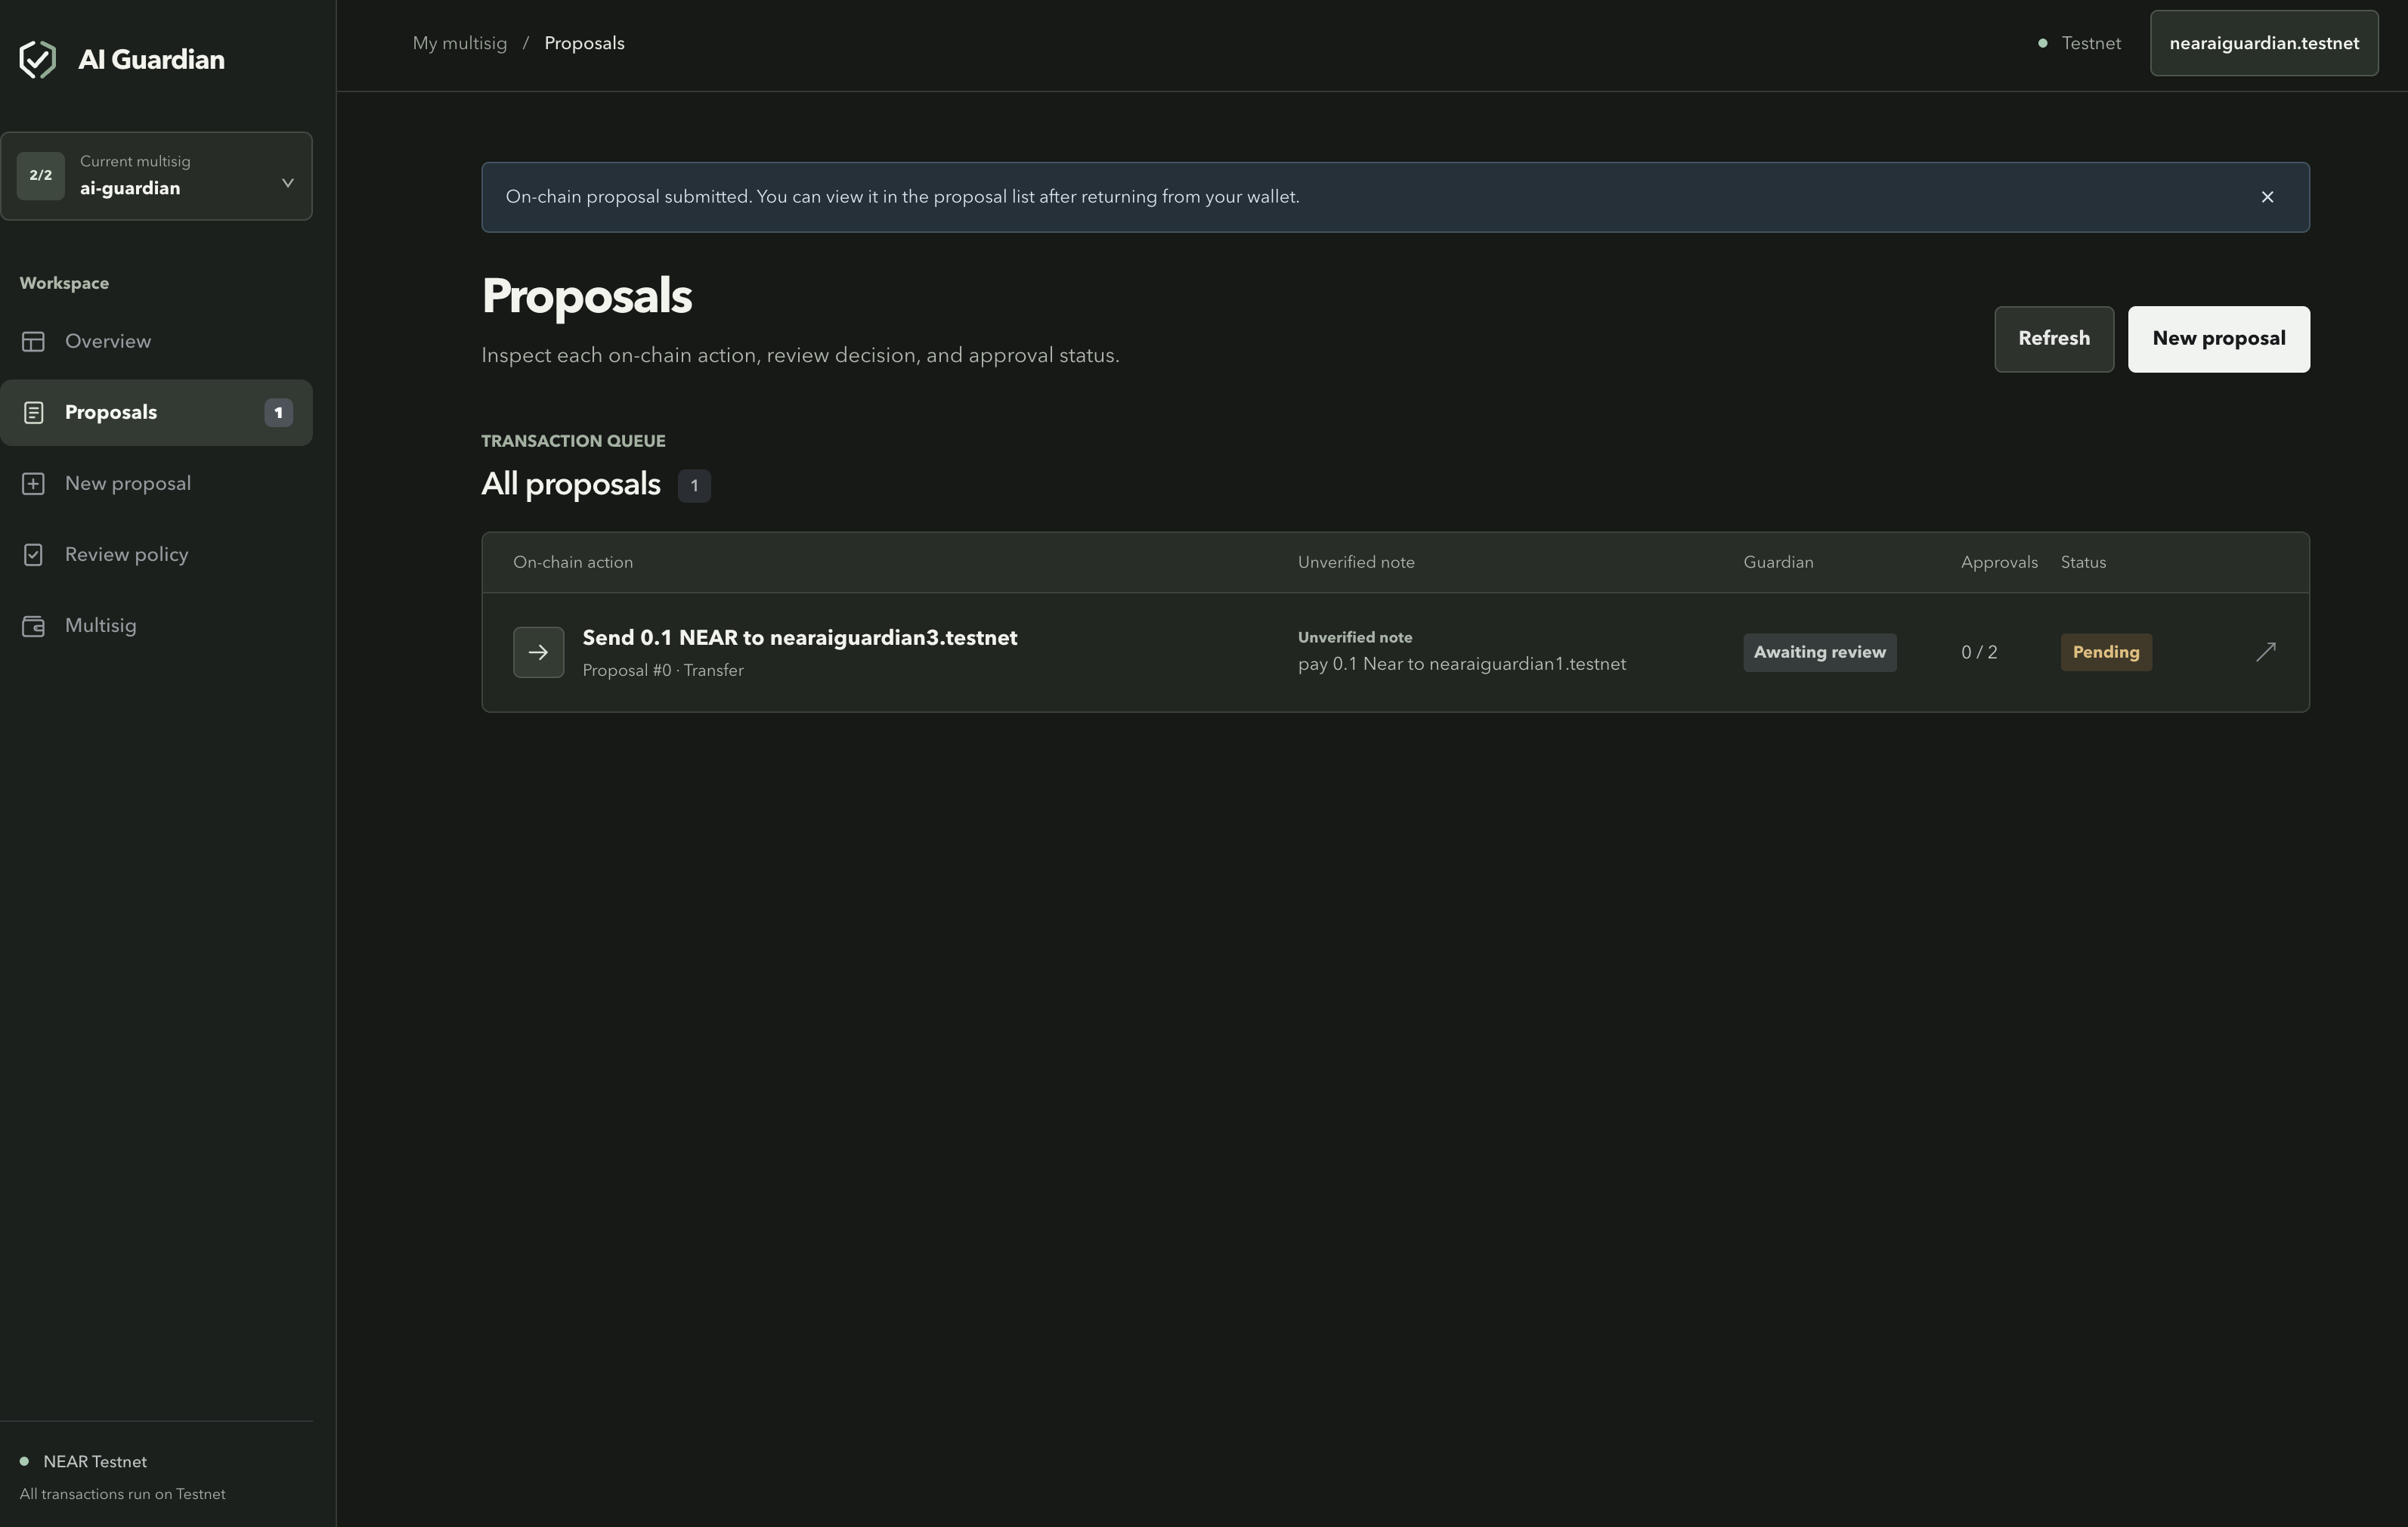 AI Guardian
My multisig / Proposals
Testnet
nearaiguardian.testnet
2/2
Current multisig
ai-guardian
Workspace
Overview
Proposals 1
New proposal
Review policy
Multisig
On-chain proposal submitted. You can view it in the proposal list after returning from your wallet.
Proposals
Inspect each on-chain action, review decision, and approval status.
Refresh
New proposal
TRANSACTION QUEUE
All proposals 1
On-chain action Unverified note Guardian Approvals Status
Send 0.1 NEAR to nearaiguardian3.testnet
Proposal #0 · Transfer
Unverified note
pay 0.1 Near to nearaiguardian1.testnet
Awaiting review
0 / 2
Pending
NEAR Testnet
All transactions run on Testnet